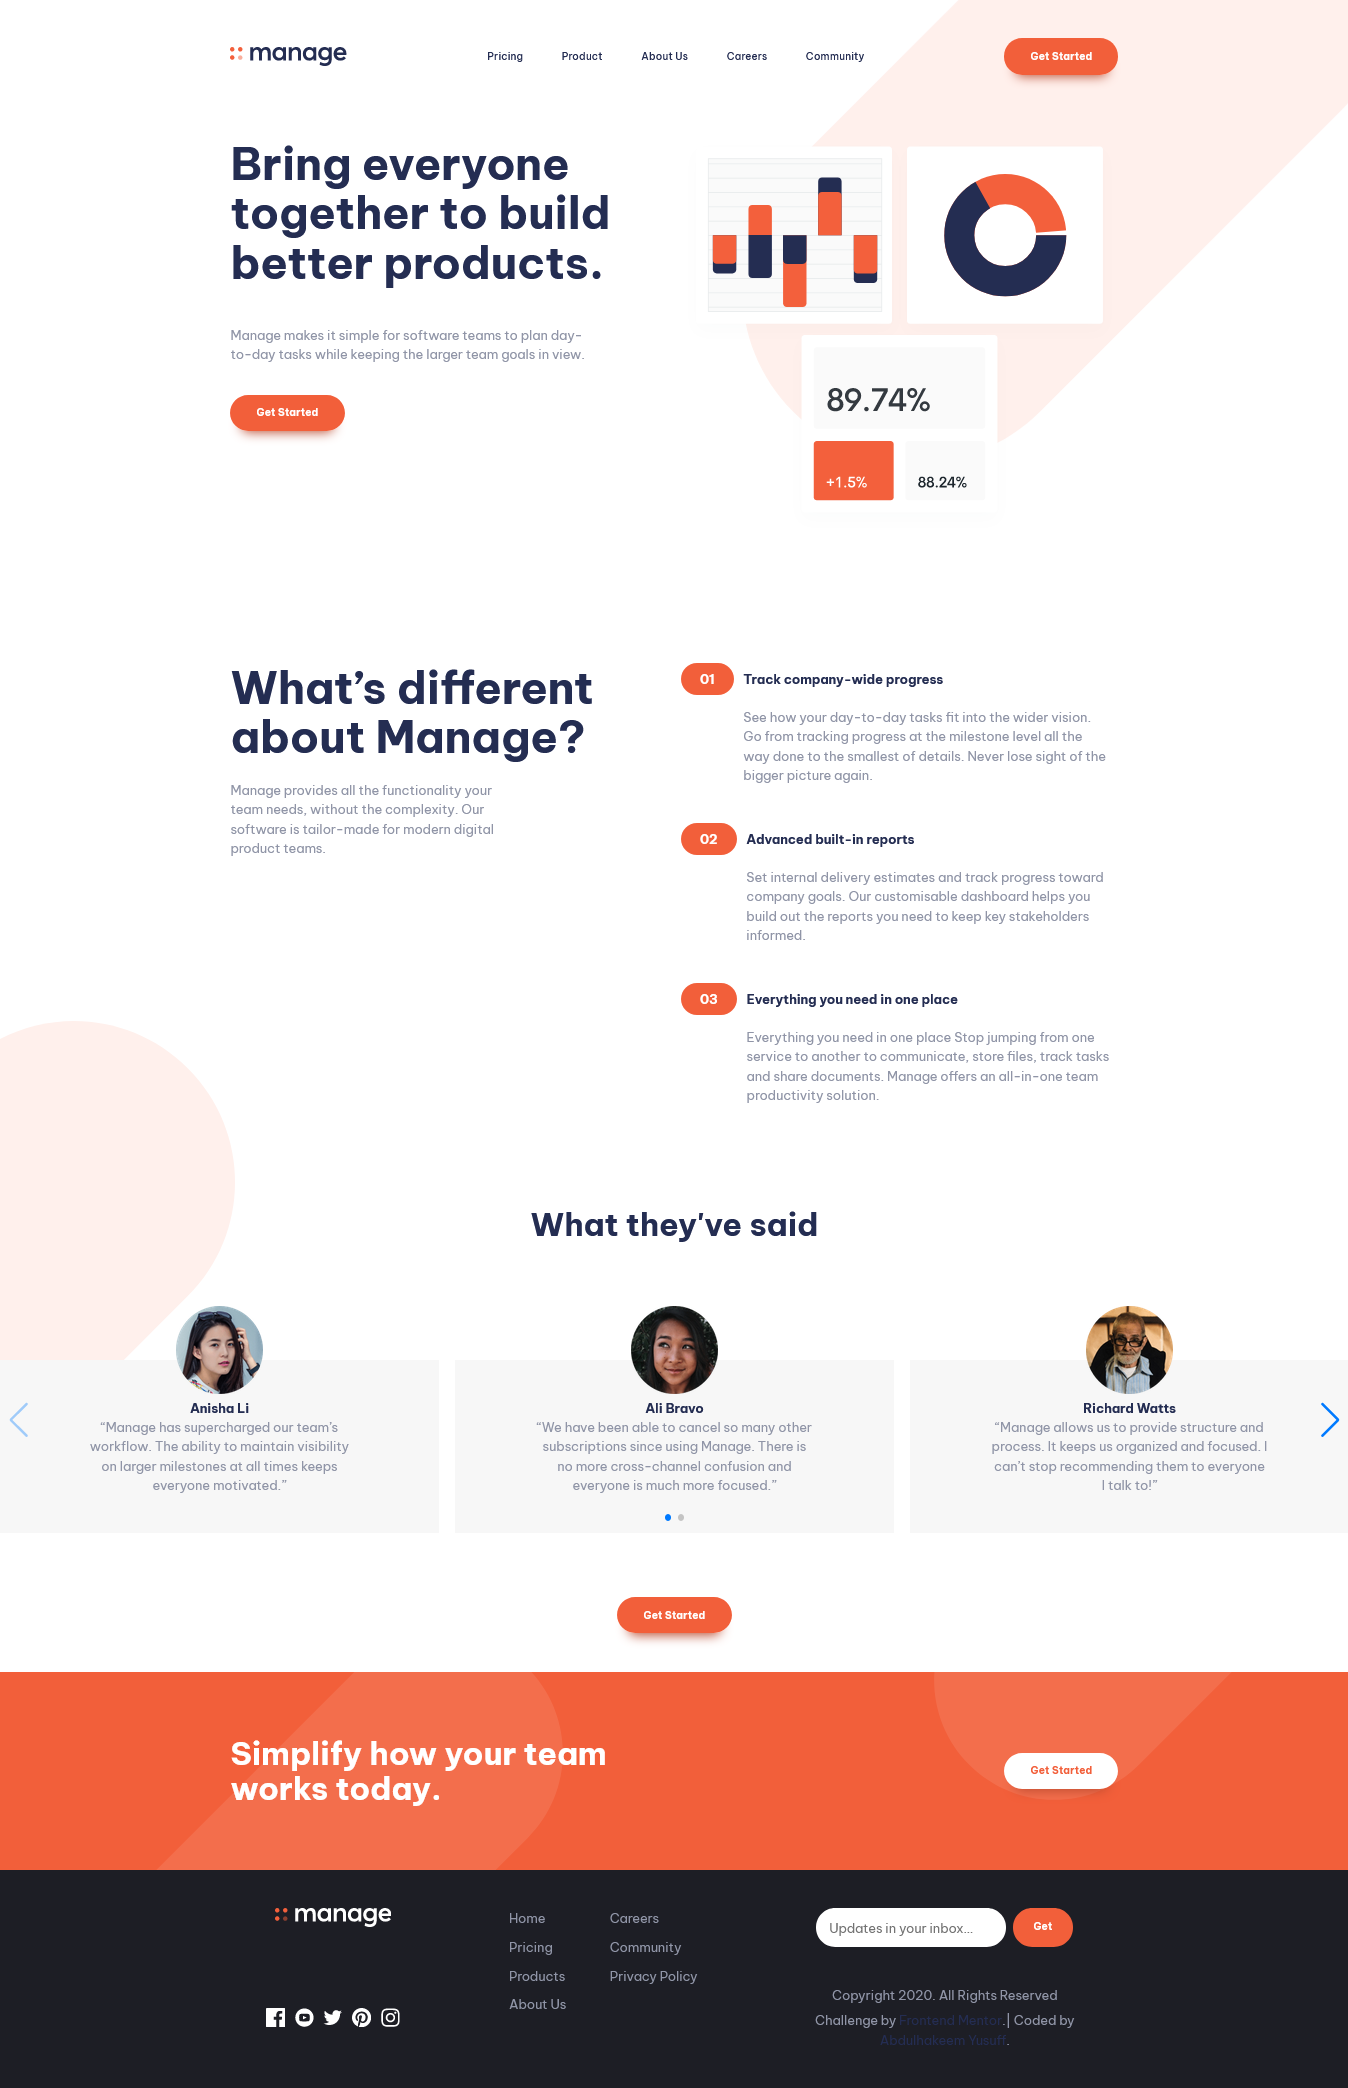 manage
Pricing
Product
About Us
Careers
Community
Get Started
Bring everyone
together to build
better products.
Manage makes it simple for software teams to plan day-
to-day tasks while keeping the larger team goals in view.
Get Started
89.74%
+1.5%
88.24%
What’s different
about Manage?
Manage provides all the functionality your
team needs, without the complexity. Our
software is tailor-made for modern digital
product teams.
01
Track company-wide progress
See how your day-to-day tasks fit into the wider vision.
Go from tracking progress at the milestone level all the
way done to the smallest of details. Never lose sight of the
bigger picture again.
02
Advanced built-in reports
Set internal delivery estimates and track progress toward
company goals. Our customisable dashboard helps you
build out the reports you need to keep key stakeholders
informed.
03
Everything you need in one place
Everything you need in one place Stop jumping from one
service to another to communicate, store files, track tasks
and share documents. Manage offers an all-in-one team
productivity solution.
What they've said
Anisha Li
“Manage has supercharged our team’s
workflow. The ability to maintain visibility
on larger milestones at all times keeps
everyone motivated.”
Ali Bravo
“We have been able to cancel so many other
subscriptions since using Manage. There is
no more cross-channel confusion and
everyone is much more focused.”
Richard Watts
“Manage allows us to provide structure and
process. It keeps us organized and focused. I
can’t stop recommending them to everyone
I talk to!”
Get Started
Simplify how your team
works today.
Get Started
manage
Home
Pricing
Products
About Us
Careers
Community
Privacy Policy
Updates in your inbox...
Get
Copyright 2020. All Rights Reserved
Challenge by Frontend Mentor.| Coded by
Abdulhakeem Yusuff.